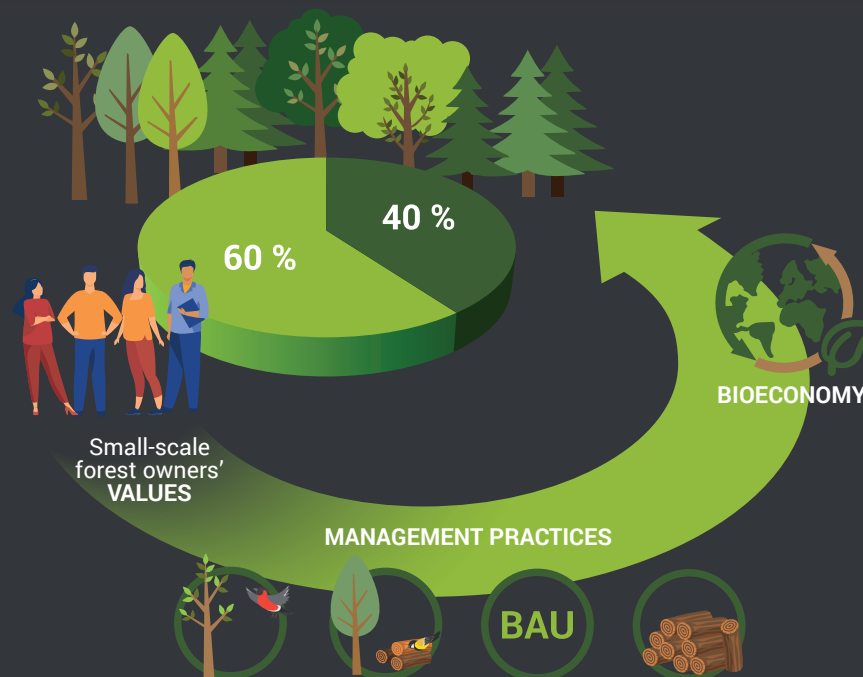 40 %
60 %
BIOECONOMY
Small-scale
forest owners’
VALUES
MANAGEMENT PRACTICES
BAU